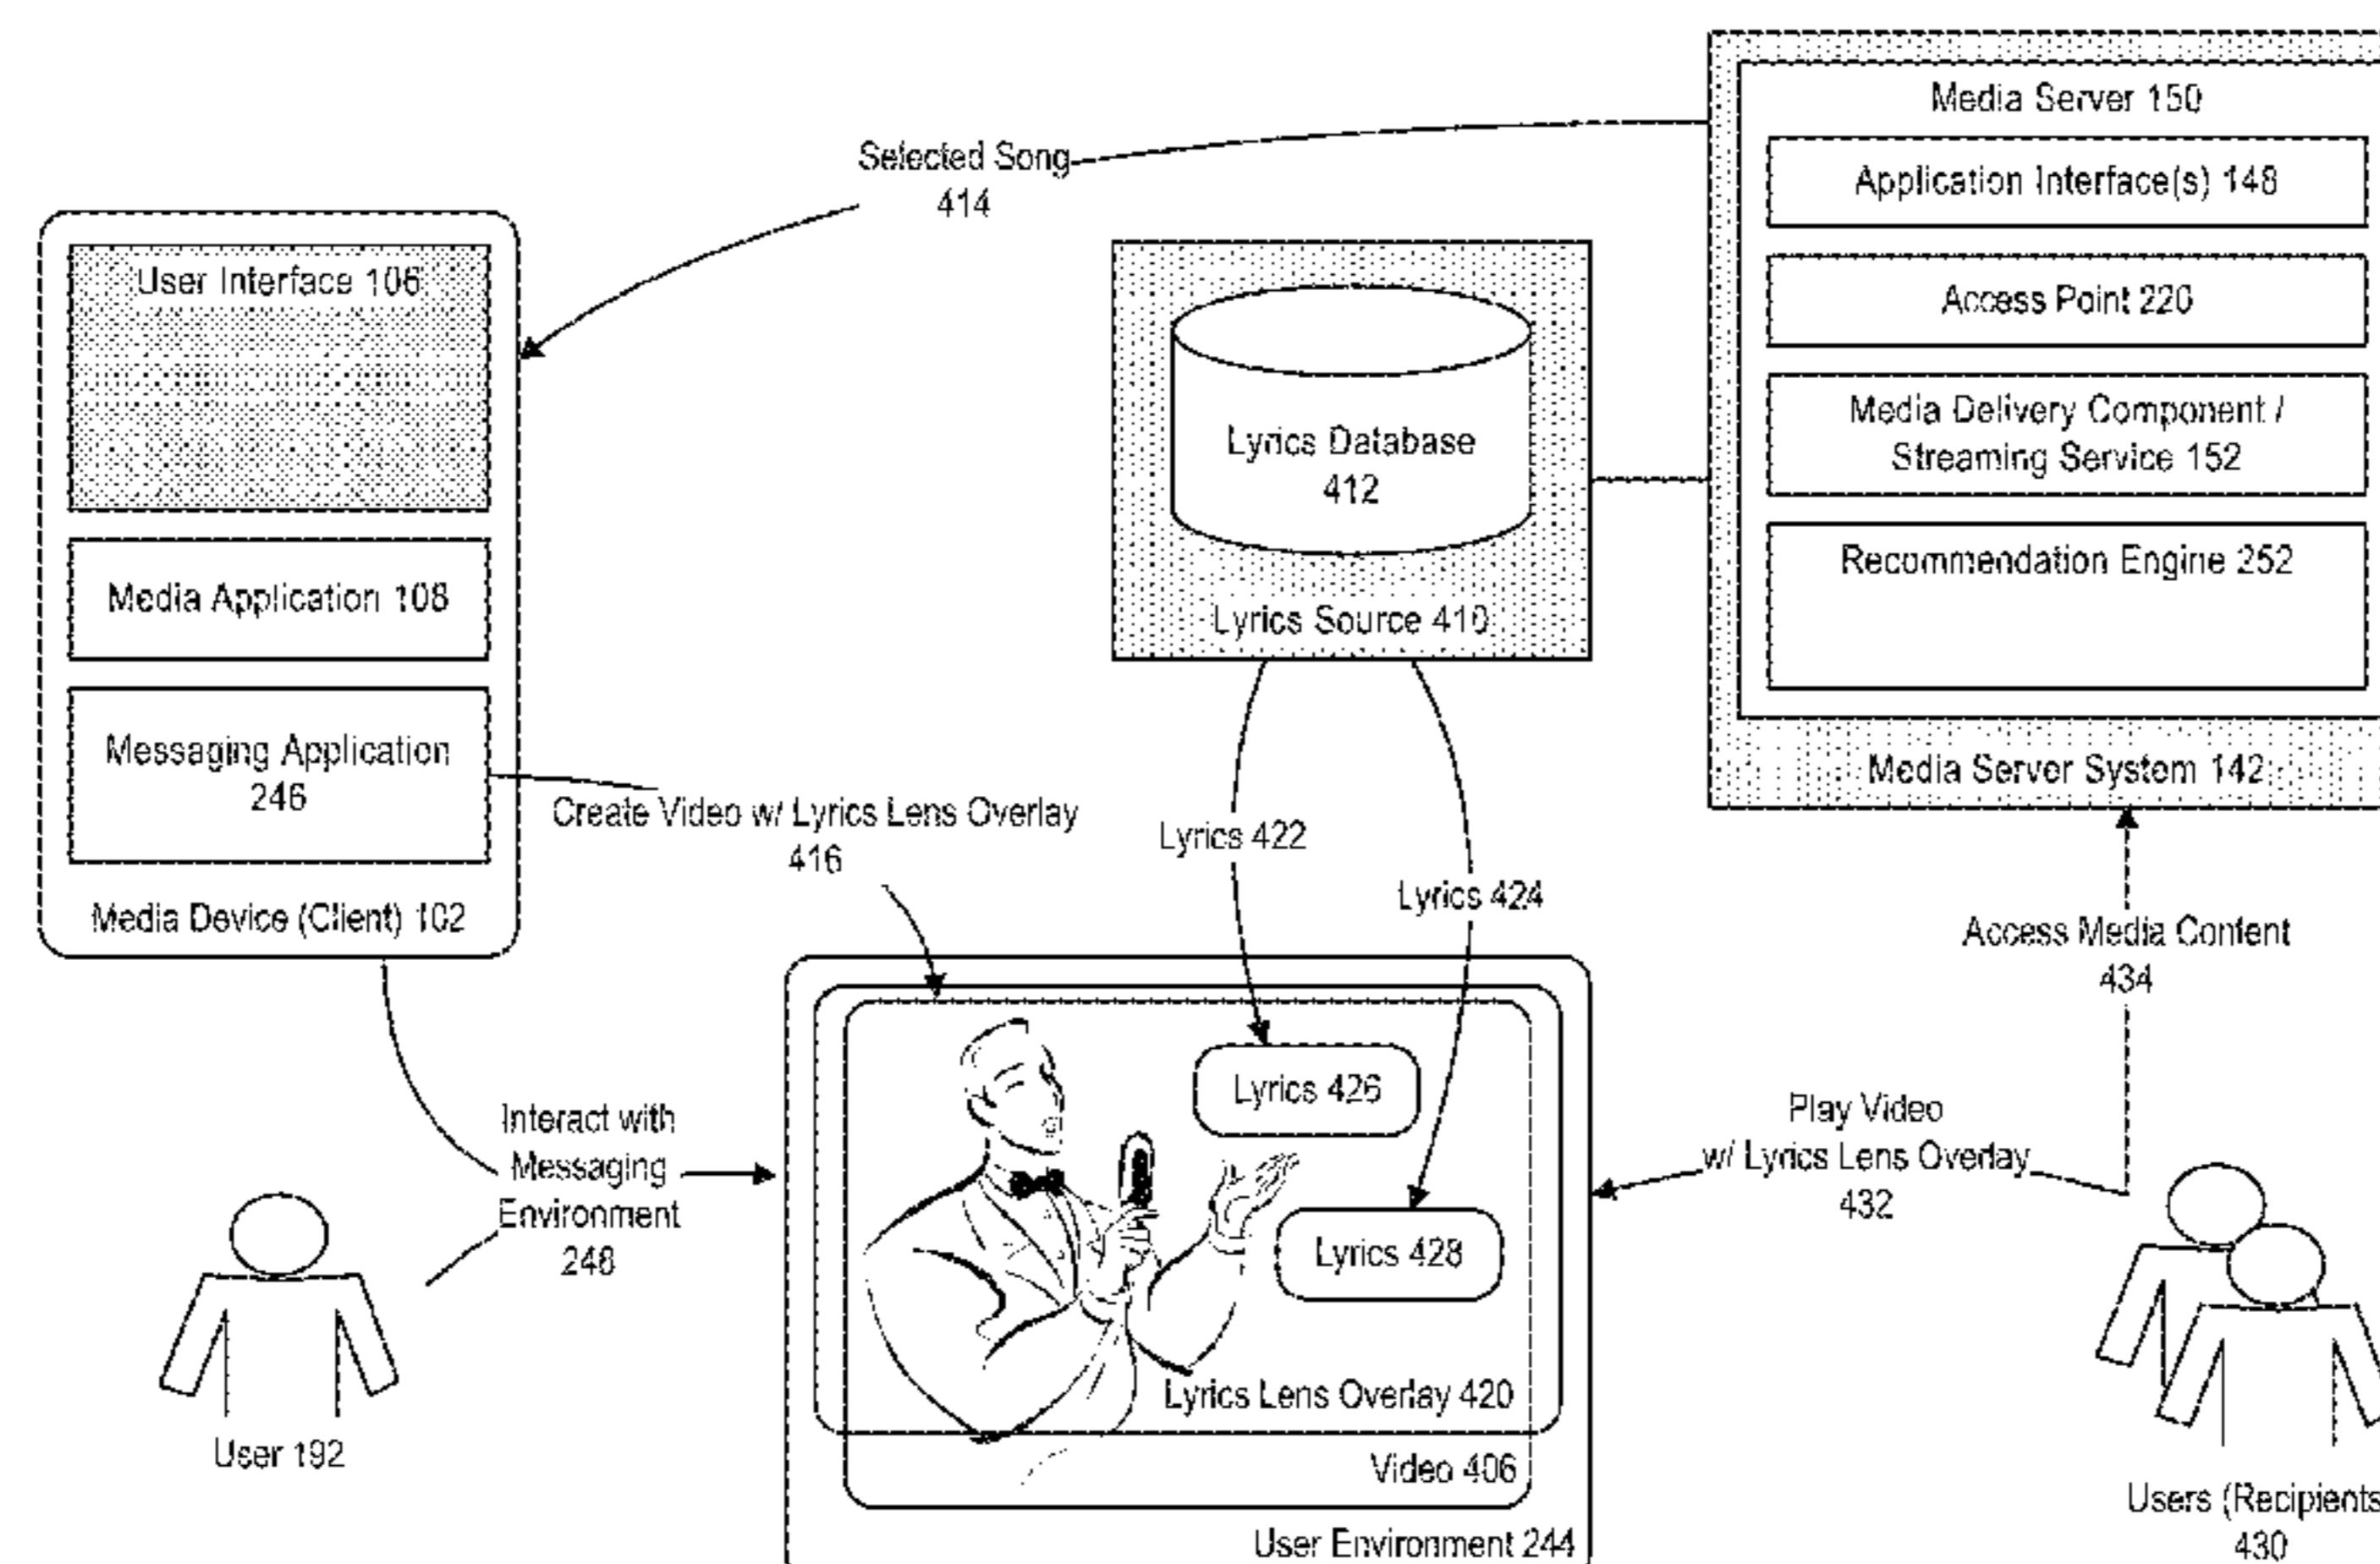 Media Server 150
Application Interface(s) 148
Access Point 220
Media Delivery Component /
Streaming Service 152
Recommendation Engine 252
Media Server System 142
Selected Song
414
User Interface 106
Media Application 108
Messaging Application
246
Media Device (Client) 102
Lyrics Database
412
Lyrics Source 410
Create Video w/ Lyrics Lens Overlay
416
Lyrics 422
Lyrics 424
Access Media Content
434
Interact with
Messaging
Environment
248
User 192
Lyrics 426
Lyrics 428
Lyrics Lens Overlay 420
Video 406
User Environment 244
Play Video
w/ Lyrics Lens Overlay
432
Users (Recipients
430